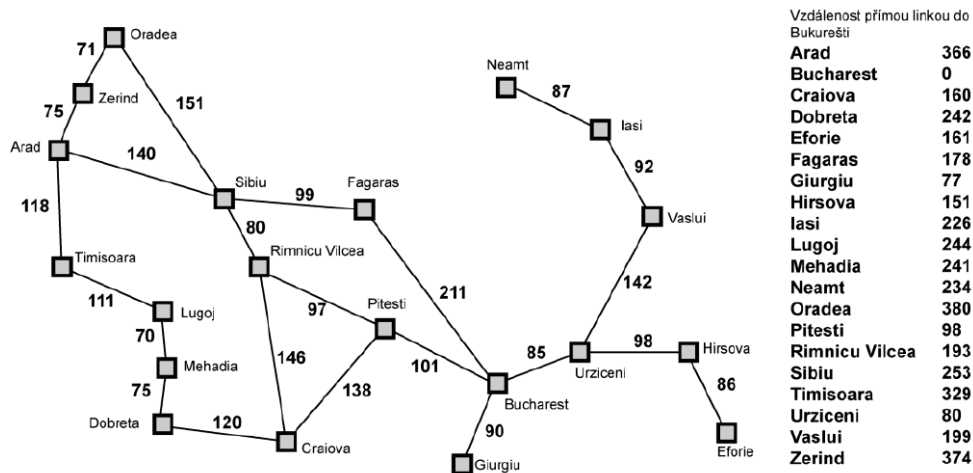 Oradea
71
Neamt
87
Zerind
151
75
Iasi
Arad
140
92
Sibiu
99
Fagaras
118
80
Vaslui
Timisoara
Rimnicu Vilcea
142
111
211
Lugoj
97
Pitesti
70
98
Hirsova
85
Mehadia
146
101
Urziceni
75
138
86
Bucharest
Dobreta
120
90
Craiova
Eforie
Giurgiu
Vzdálenost přímou linkou do
Bukurešti
Arad 366
Bucharest 0
Craiova 160
Dobreta 242
Eforie 161
Fagaras 178
Giurgiu 77
Hirsova 151
Iasi 226
Lugoj 244
Mehadia 241
Neamt 234
Oradea 380
Pitesti 98
Rimnicu Vilcea 193
Sibiu 253
Timisoara 329
Urziceni 80
Vaslui 199
Zerind 374